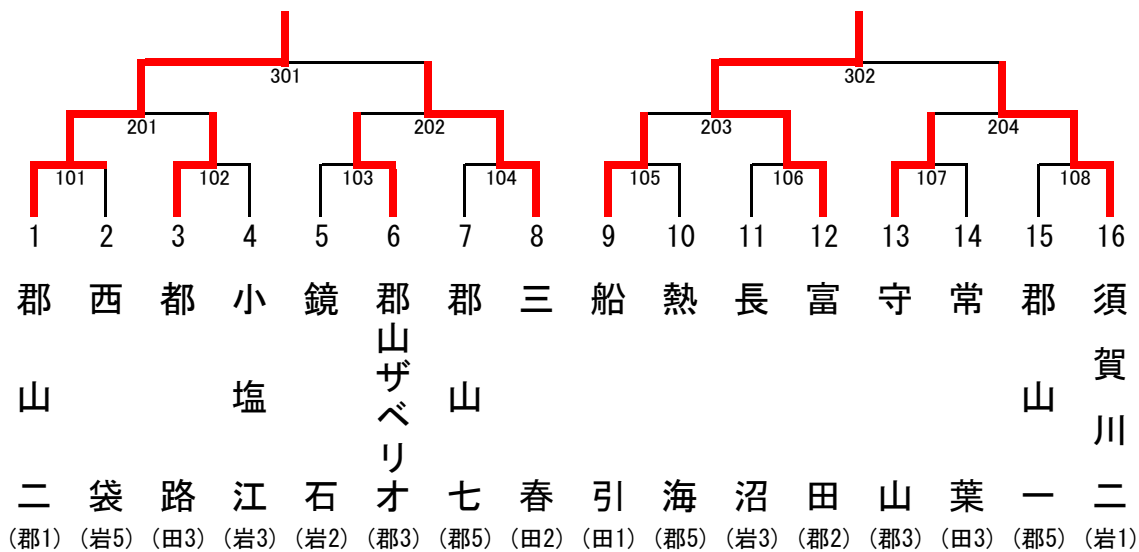 301 302
201 202 203 204
101 102 103 104 105 106 107 108
1 2 3 4 5 6 7 8 9 10 11 12 13 14 15 16
郡山二
西袋
都路
小塩江
鏡石
郡山ザベリオ
郡山七
三春
船引
熱海
長沼
富田
守山
常葉
郡山一
須賀川二
（郡1） （岩5） （田3） （岩3） （岩2） （郡3） （郡5） （田2） （田1） （郡5） （岩3） （郡2） （郡3） （田3） （郡5） （岩1）